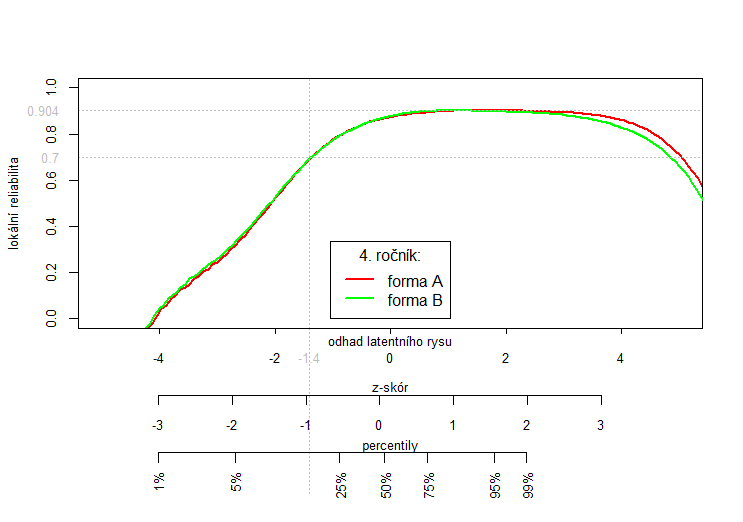 lokální reliabilita
1.0
0.904
0.8
0.7
0.6
0.4
0.2
0.0
4. ročník:
forma A
forma B
odhad latentního rysu
-4 -2 -1.4 0 2 4
z-skór
-3 -2 -1 0 1 2 3
percentily
1% 5% 25% 50% 75% 95% 99%